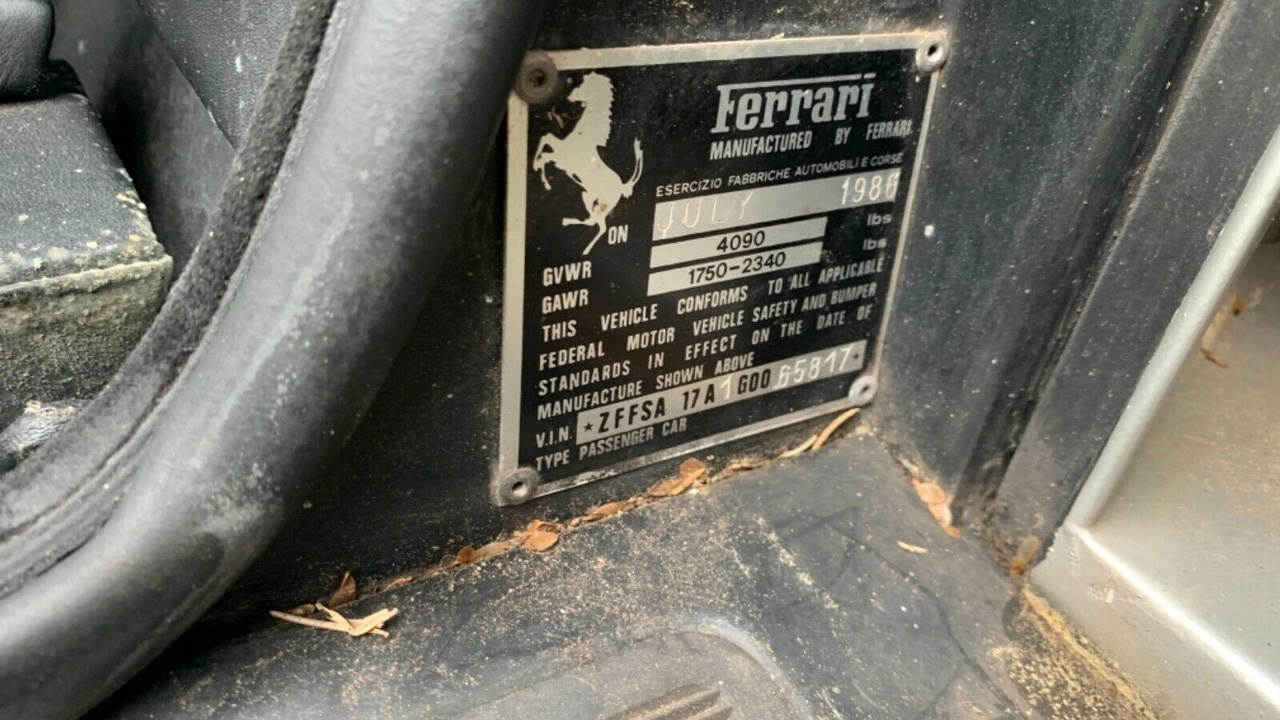 Ferrari
MANUFACTURED BY FERRARI
ESERCIZIO FABBRICHE AUTOMOBILI E CORSE
ON JULY 1986
GVWR 4090 lbs
GAWR 1750-2340 lbs
THIS VEHICLE CONFORMS TO ALL APPLICABLE
FEDERAL MOTOR VEHICLE SAFETY AND BUMPER
STANDARDS IN EFFECT ON THE DATE OF
MANUFACTURE SHOWN ABOVE
V.I.N. *ZFFSA 17 A 1 G00 65817*
TYPE PASSENGER CAR